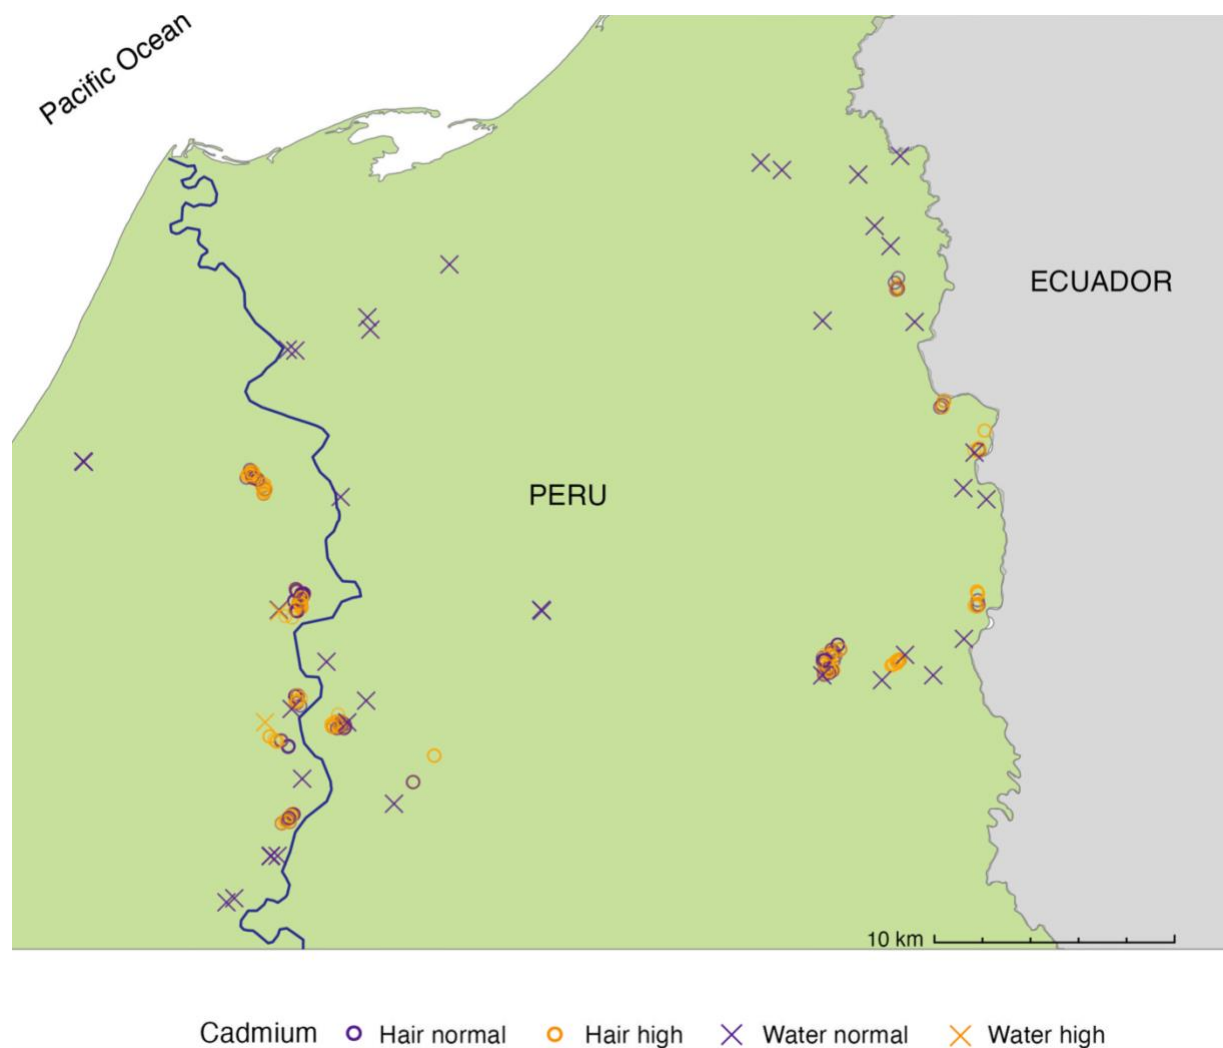 Pacific Ocean
ECUADOR
PERU
10 km
Cadmium Hair normal Hair high Water normal Water high